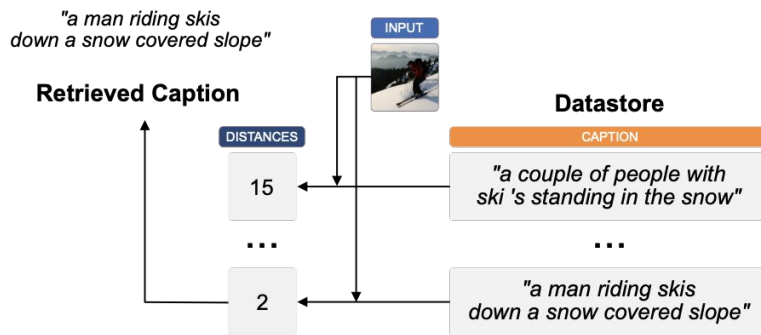 "a man riding skis
down a snow covered slope"
INPUT
Retrieved Caption
Datastore
DISTANCES
CAPTION
15
"a couple of people with
ski 's standing in the snow"
...
...
2
"a man riding skis
down a snow covered slope"